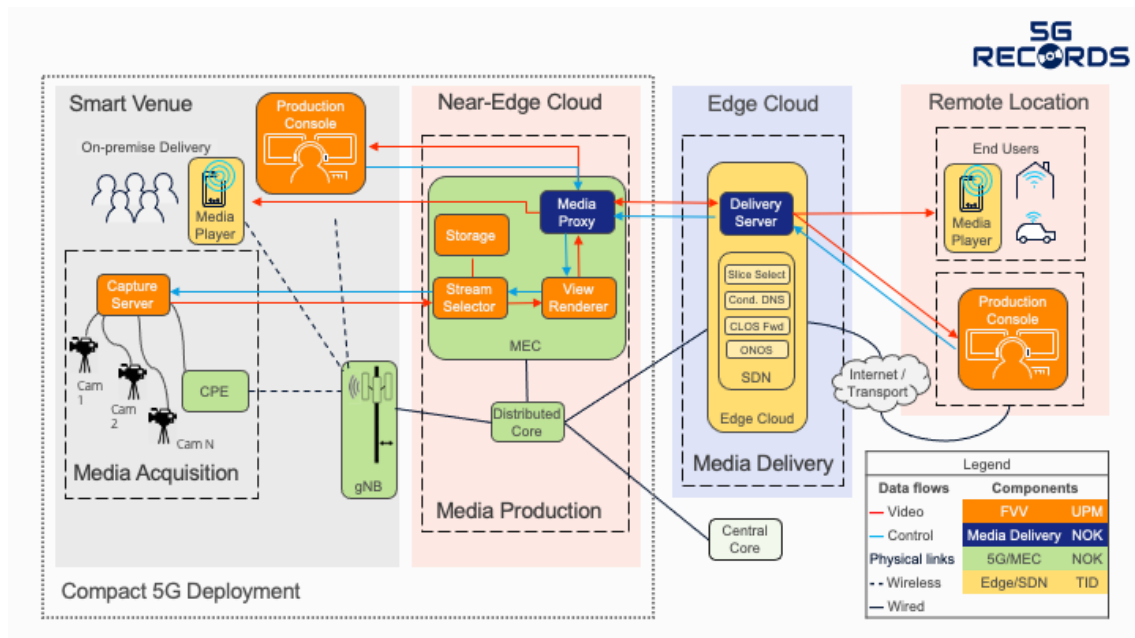 5G
RECORDS
Smart Venue
Near-Edge Cloud
Edge Cloud
Remote Location
Production
Console
On-premise Delivery
Media
Player
End Users
Media
Player
Media
Proxy
Delivery
Server
Storage
Capture
Server
Stream
Selector
View
Renderer
MEC
Slice Select
Cond. DNS
CLOS Fwd
ONOS
SDN
Edge Cloud
Production
Console
Internet /
Transport
Cam
1
Cam
2
Cam N
CPE
gNB
Distributed
Core
Media Acquisition
Media Production
Media Delivery
Central
Core
Compact 5G Deployment
Legend
Data flows Components
Video FVV UPM
Control Media Delivery NOK
Physical links 5G/MEC NOK
Wireless Edge/SDN TID
Wired